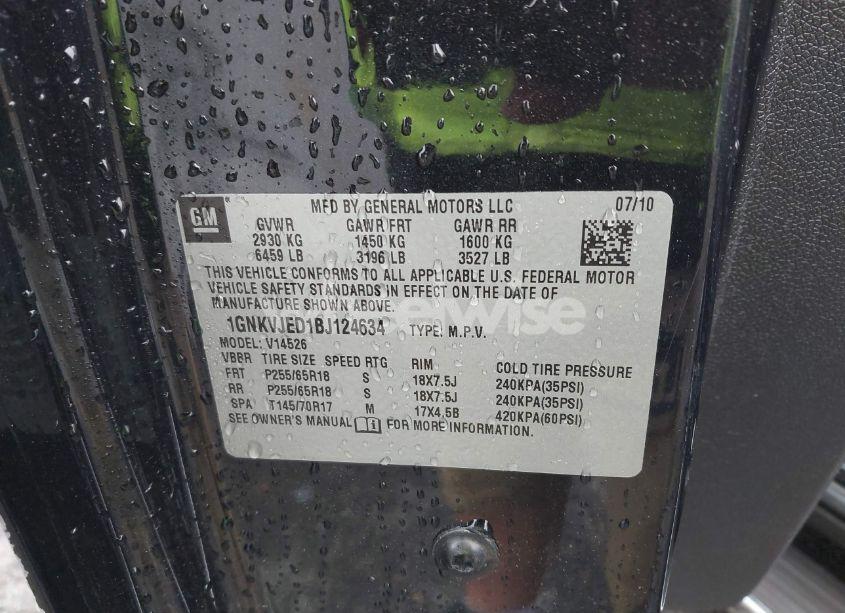 GM
MFD BY GENERAL MOTORS LLC 07/10
GVWR GAWR FRT GAWR RR
2930 KG 1450 KG 1600 KG
6459 LB 3196 LB 3527 LB
THIS VEHICLE CONFORMS TO ALL APPLICABLE U.S. FEDERAL MOTOR
VEHICLE SAFETY STANDARDS IN EFFECT ON THE DATE OF
MANUFACTURE SHOWN ABOVE.
1GNKVJED1BJ124634 TYPE: M.P.V.
MODEL: V14526
VBBR TIRE SIZE SPEED RTG RIM COLD TIRE PRESSURE
FRT P255/65R18 S 18X7.5J 240KPA(35PSI)
RR P255/65R18 S 18X7.5J 240KPA(35PSI)
SPA T145/70R17 M 17X4.5B 420KPA(60PSI)
SEE OWNER'S MANUAL FOR MORE INFORMATION.